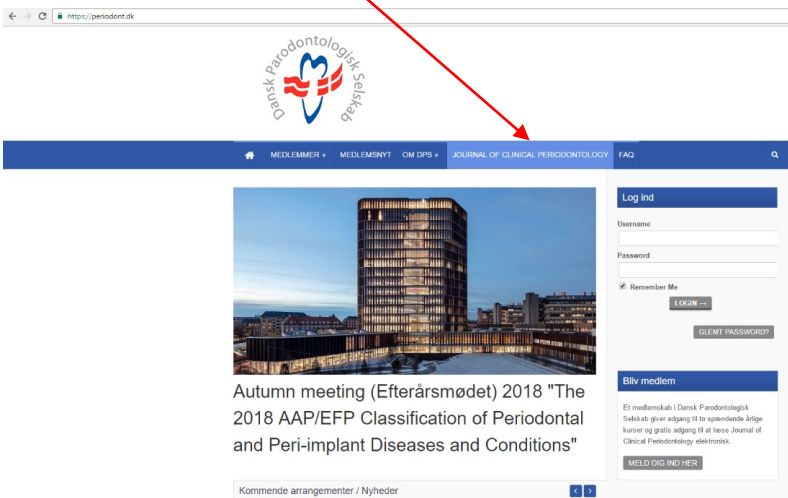 https://periodont.dk
Dansk Parodontologisk Selskab
MEDLEMMER + MEDLEMSNYT OM DPS + JOURNAL OF CLINICAL PERIODONTOLOGY FAQ
Log ind
Username
Password
Remember Me
LOGIN →
GLEMT PASSWORD?
Autumn meeting (Efterårsmødet) 2018 "The
2018 AAP/EFP Classification of Periodontal
and Peri-implant Diseases and Conditions"
Bliv medlem
Et medlemskab i Dansk Parodontologisk
Selskab giver adgang til to spændende årlige
kurser og gratis adgang til at læse Journal of
Clinical Periodontology elektronisk.
MELD DIG IND HER
Kommende arrangementer / Nyheder